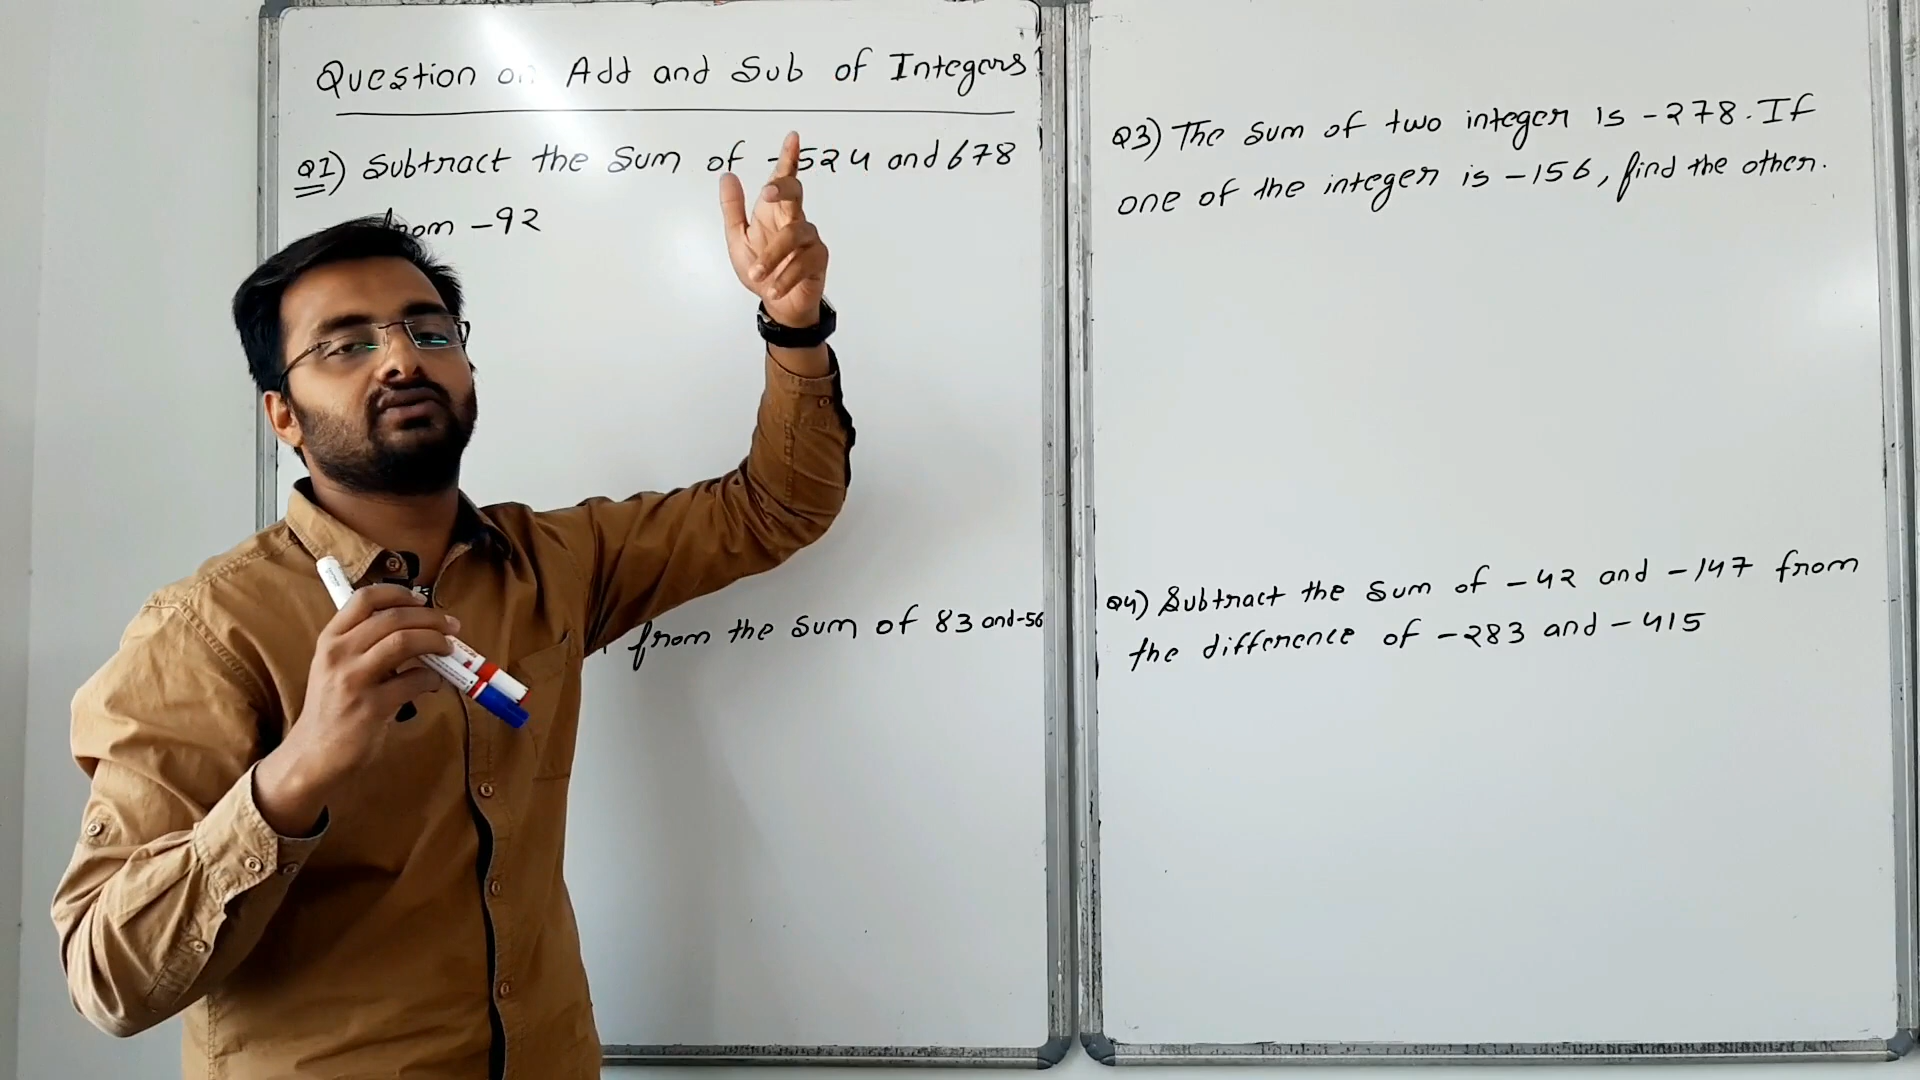 Question on Add and Sub of Integers
Q1) Subtract the Sum of -524 and 678
from -92
from the sum of 83 and -56
Q3) The sum of two integer is -278. If
one of the integer is -156, find the other.
Q4) Subtract the sum of -42 and -147 from
the difference of -283 and -415